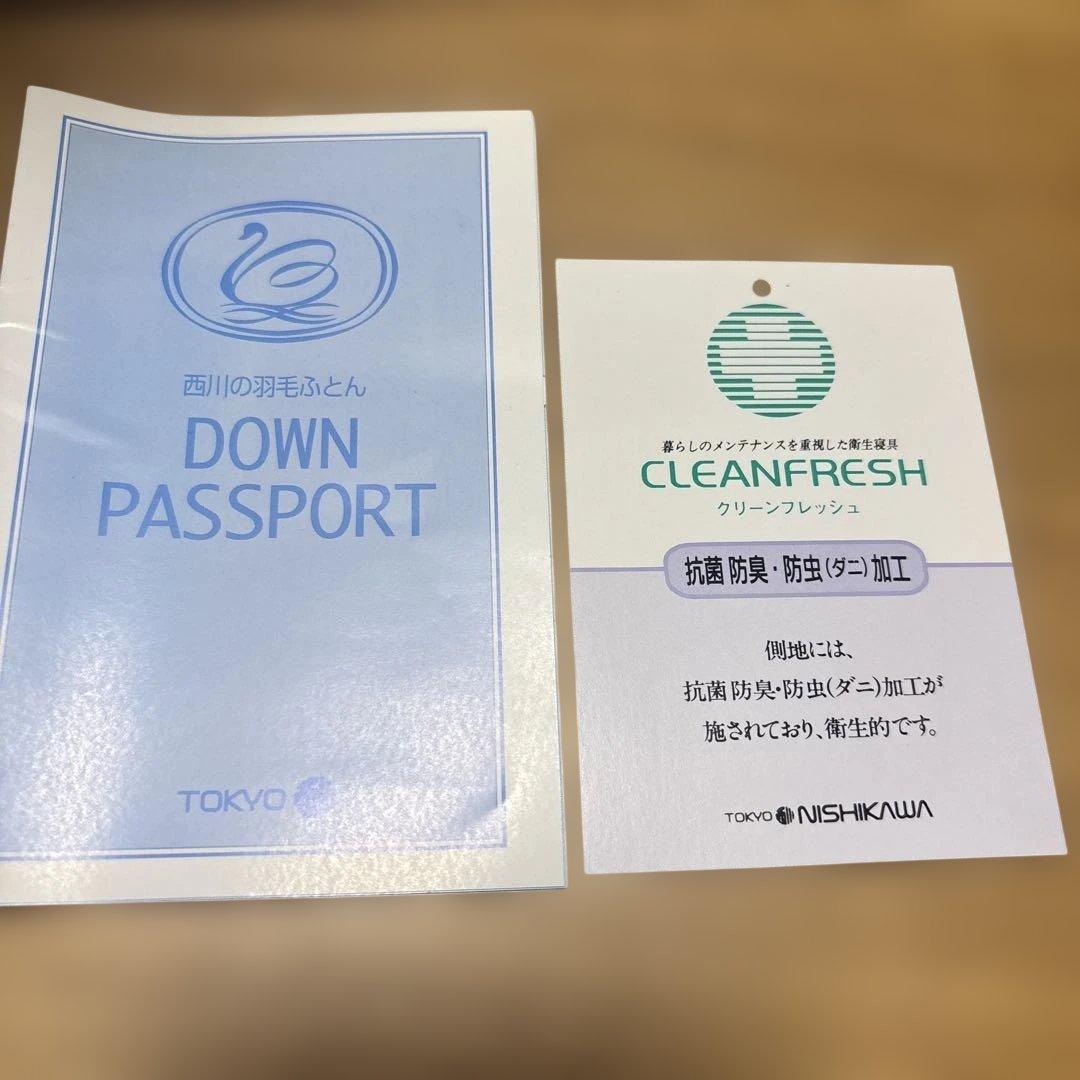 西川の羽毛ふとん
DOWN
PASSPORT
TOKYO
暮らしのメンテナンスを重視した衛生寝具
CLEANFRESH
クリーンフレッシュ
抗菌 防臭・防虫(ダニ)加工
側地には、
抗菌 防臭・防虫(ダニ)加工が
施されており、衛生的です。
TOKYO NISHIKAWA